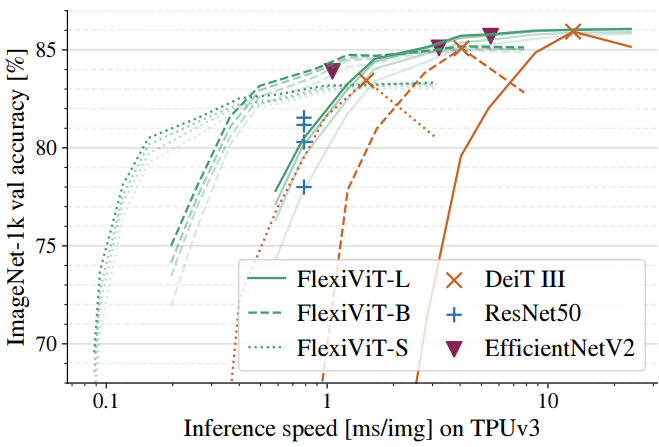 ImageNet-1k val accuracy [%]
85
80
75
70
FlexiViT-L
FlexiViT-B
FlexiViT-S
DeiT III
ResNet50
EfficientNetV2
0.1
1
10
Inference speed [ms/img] on TPUv3